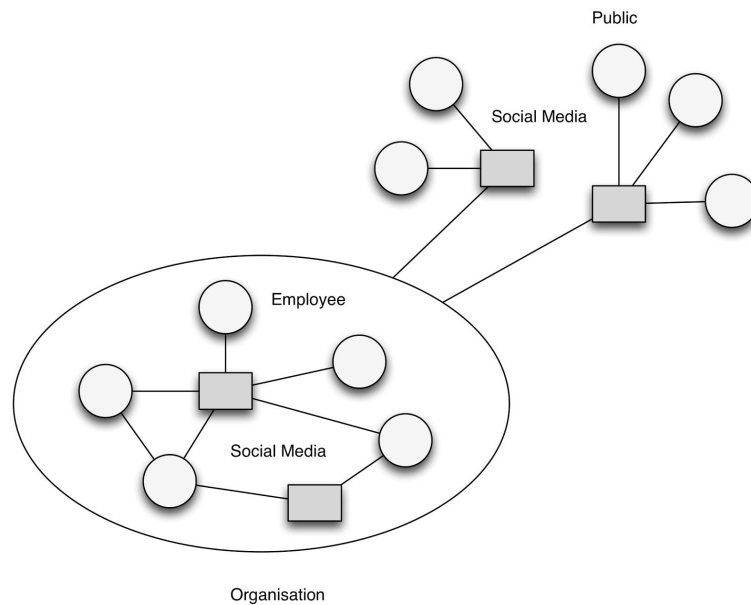 Public
Social Media
Employee
Social Media
Organisation